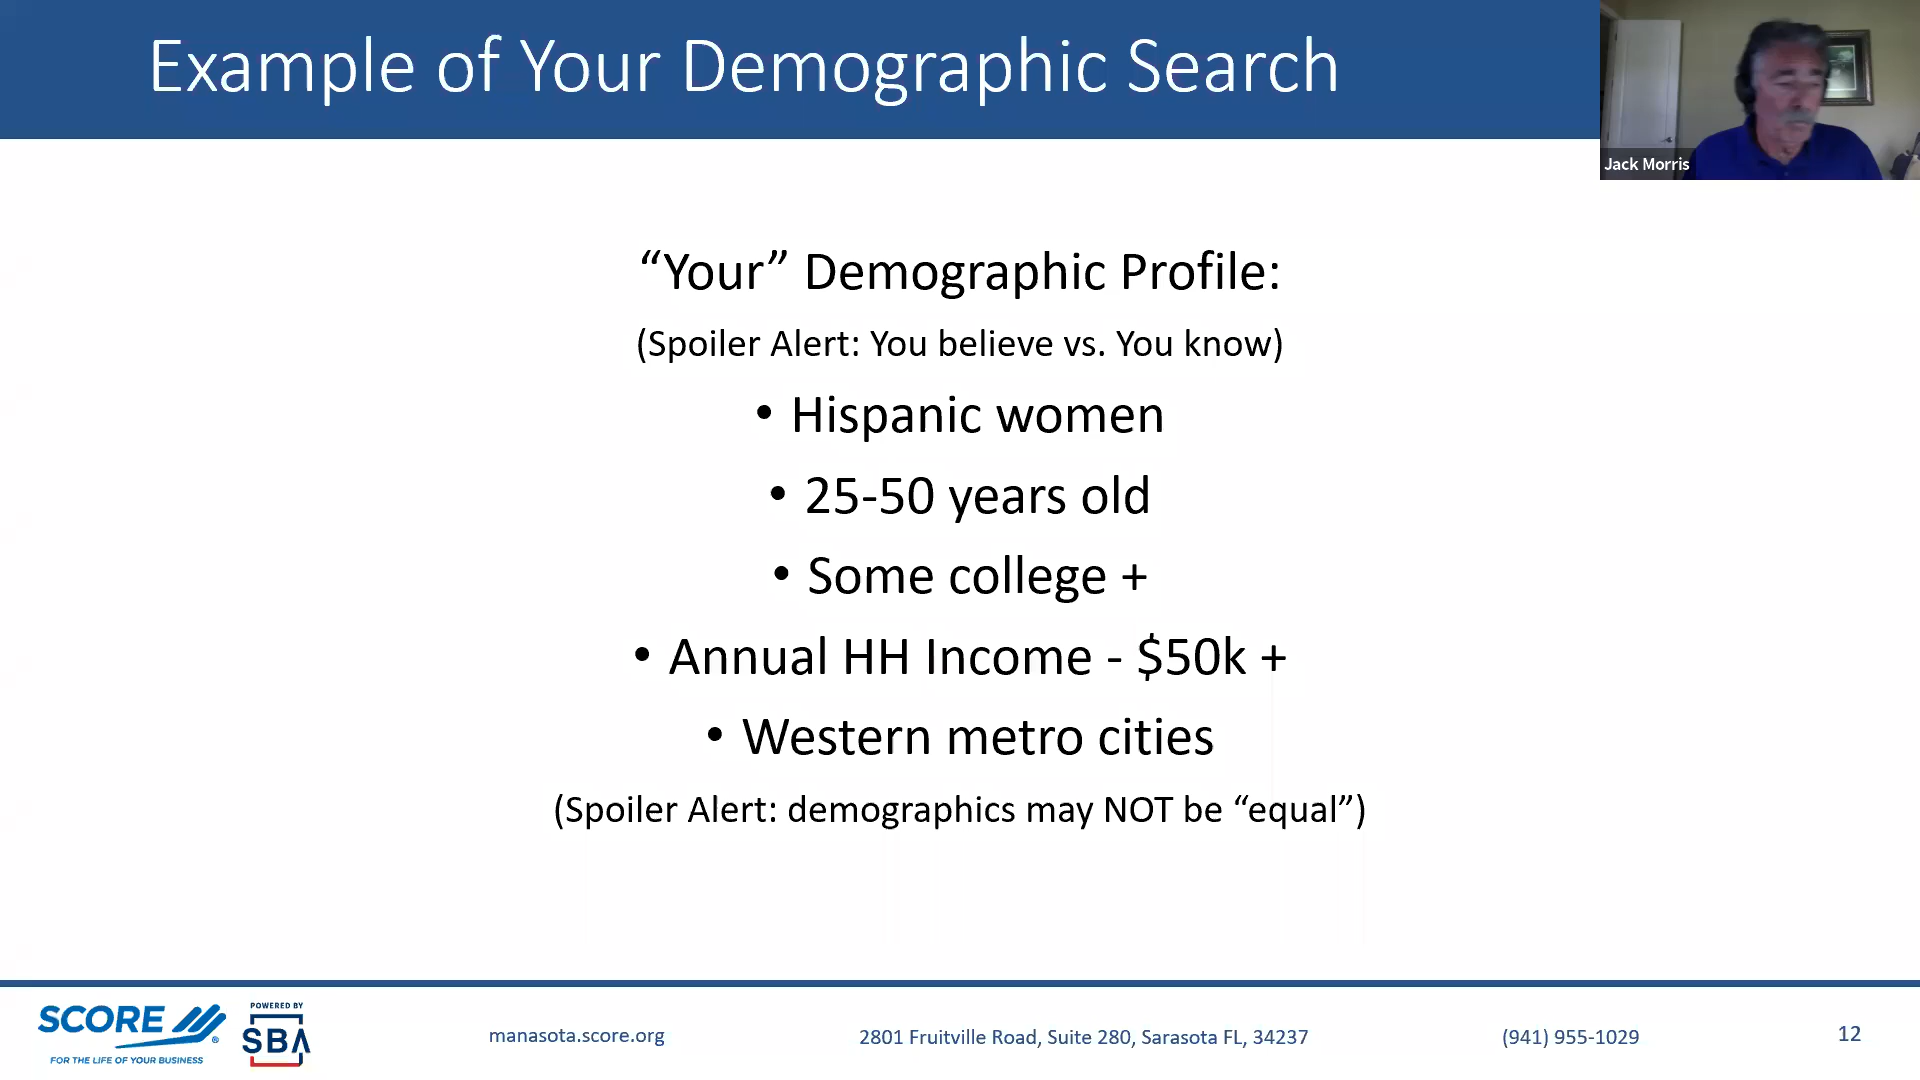 Example of Your Demographic Search
Jack Morris
“Your” Demographic Profile:
(Spoiler Alert: You believe vs. You know)
• Hispanic women
• 25-50 years old
• Some college +
• Annual HH Income - $50k +
• Western metro cities
(Spoiler Alert: demographics may NOT be “equal”)
SCORE ®
FOR THE LIFE OF YOUR BUSINESS
POWERED BY
SBA
manasota.score.org
2801 Fruitville Road, Suite 280, Sarasota FL, 34237
(941) 955-1029
12